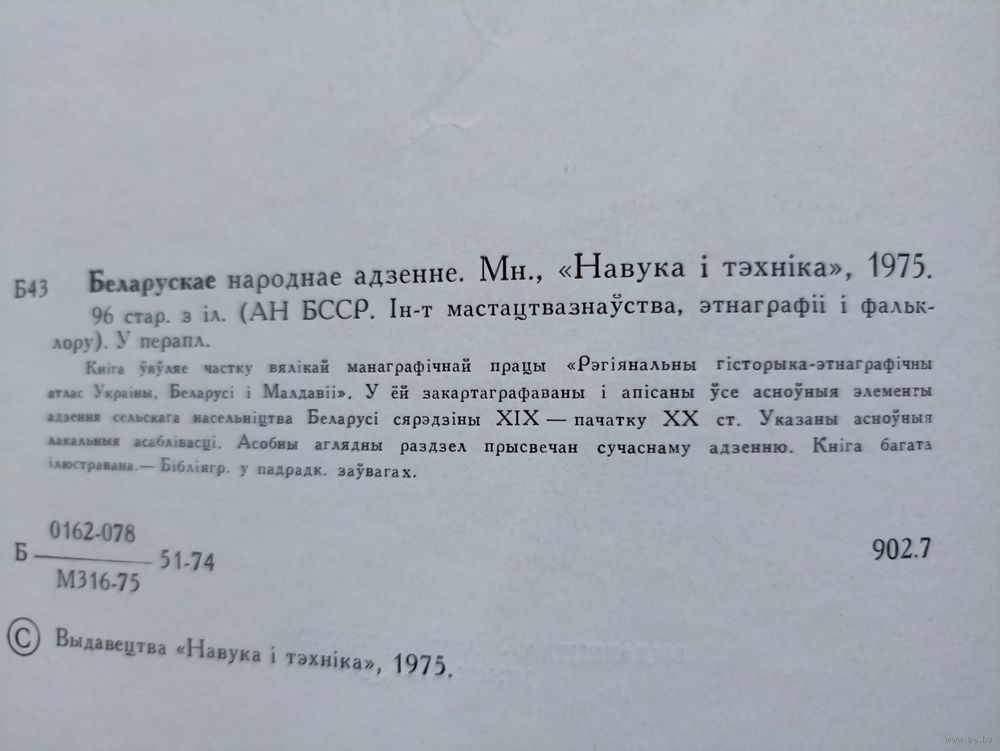 Б43 Беларускае народнае адзенне. Мн., «Навука і тэхніка», 1975.
96 стар. з іл. (АН БССР. Ін-т мастацтвазнаўства, этнаграфіі і фальк-
лору). У перапл.
Кніга ўяўляе частку вялікай манаграфічнай працы «Рэгіянальны гісторыка-этнаграфічны
атлас Украіны, Беларусі і Малдавіі». У ёй закартаграфаваны і апісаны ўсе асноўныя элементы
адзення сельскага насельніцтва Беларусі сярэдзіны XIX — пачатку XX ст. Указаны асноўныя
лакальныя асаблівасці. Асобны аглядны раздзел прысвечан сучаснаму адзенню. Кніга багата
ілюстравана.— Бібліягр. у падрадк. заўвагах.
0162-078
Б 51-74 902.7
М316-75
© Выдавецтва «Навука і тэхніка», 1975.
www.ay.by